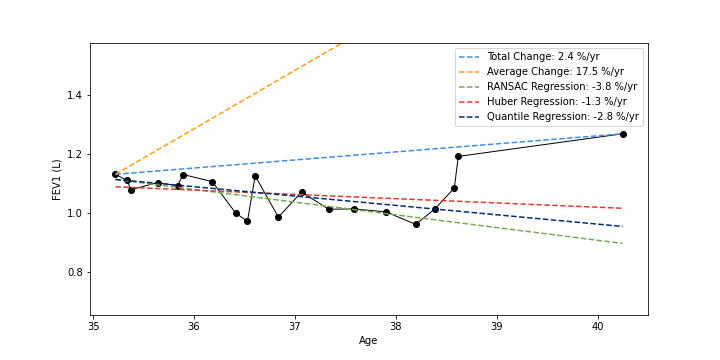 Total Change: 2.4 %/yr
Average Change: 17.5 %/yr
RANSAC Regression: -3.8 %/yr
Huber Regression: -1.3 %/yr
Quantile Regression: -2.8 %/yr
FEV1 (L)
1.4
1.2
1.0
0.8
35 36 37 38 39 40
Age